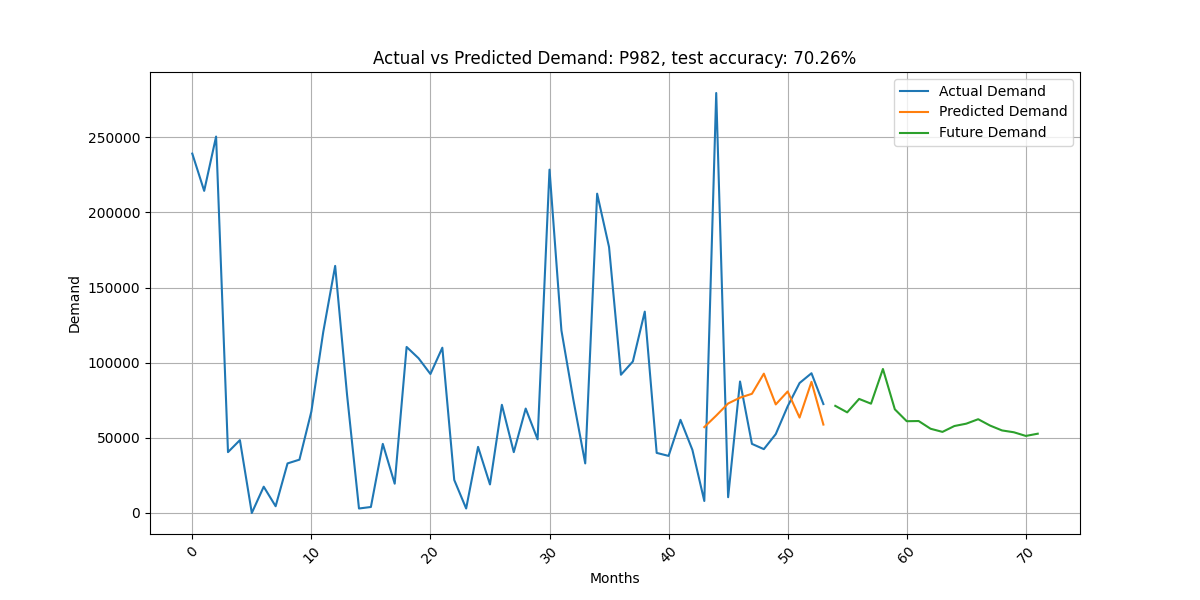 Actual vs Predicted Demand: P982, test accuracy: 70.26%
Actual Demand
Predicted Demand
Future Demand
Demand
250000
200000
150000
100000
50000
0
0 10 20 30 40 50 60 70
Months